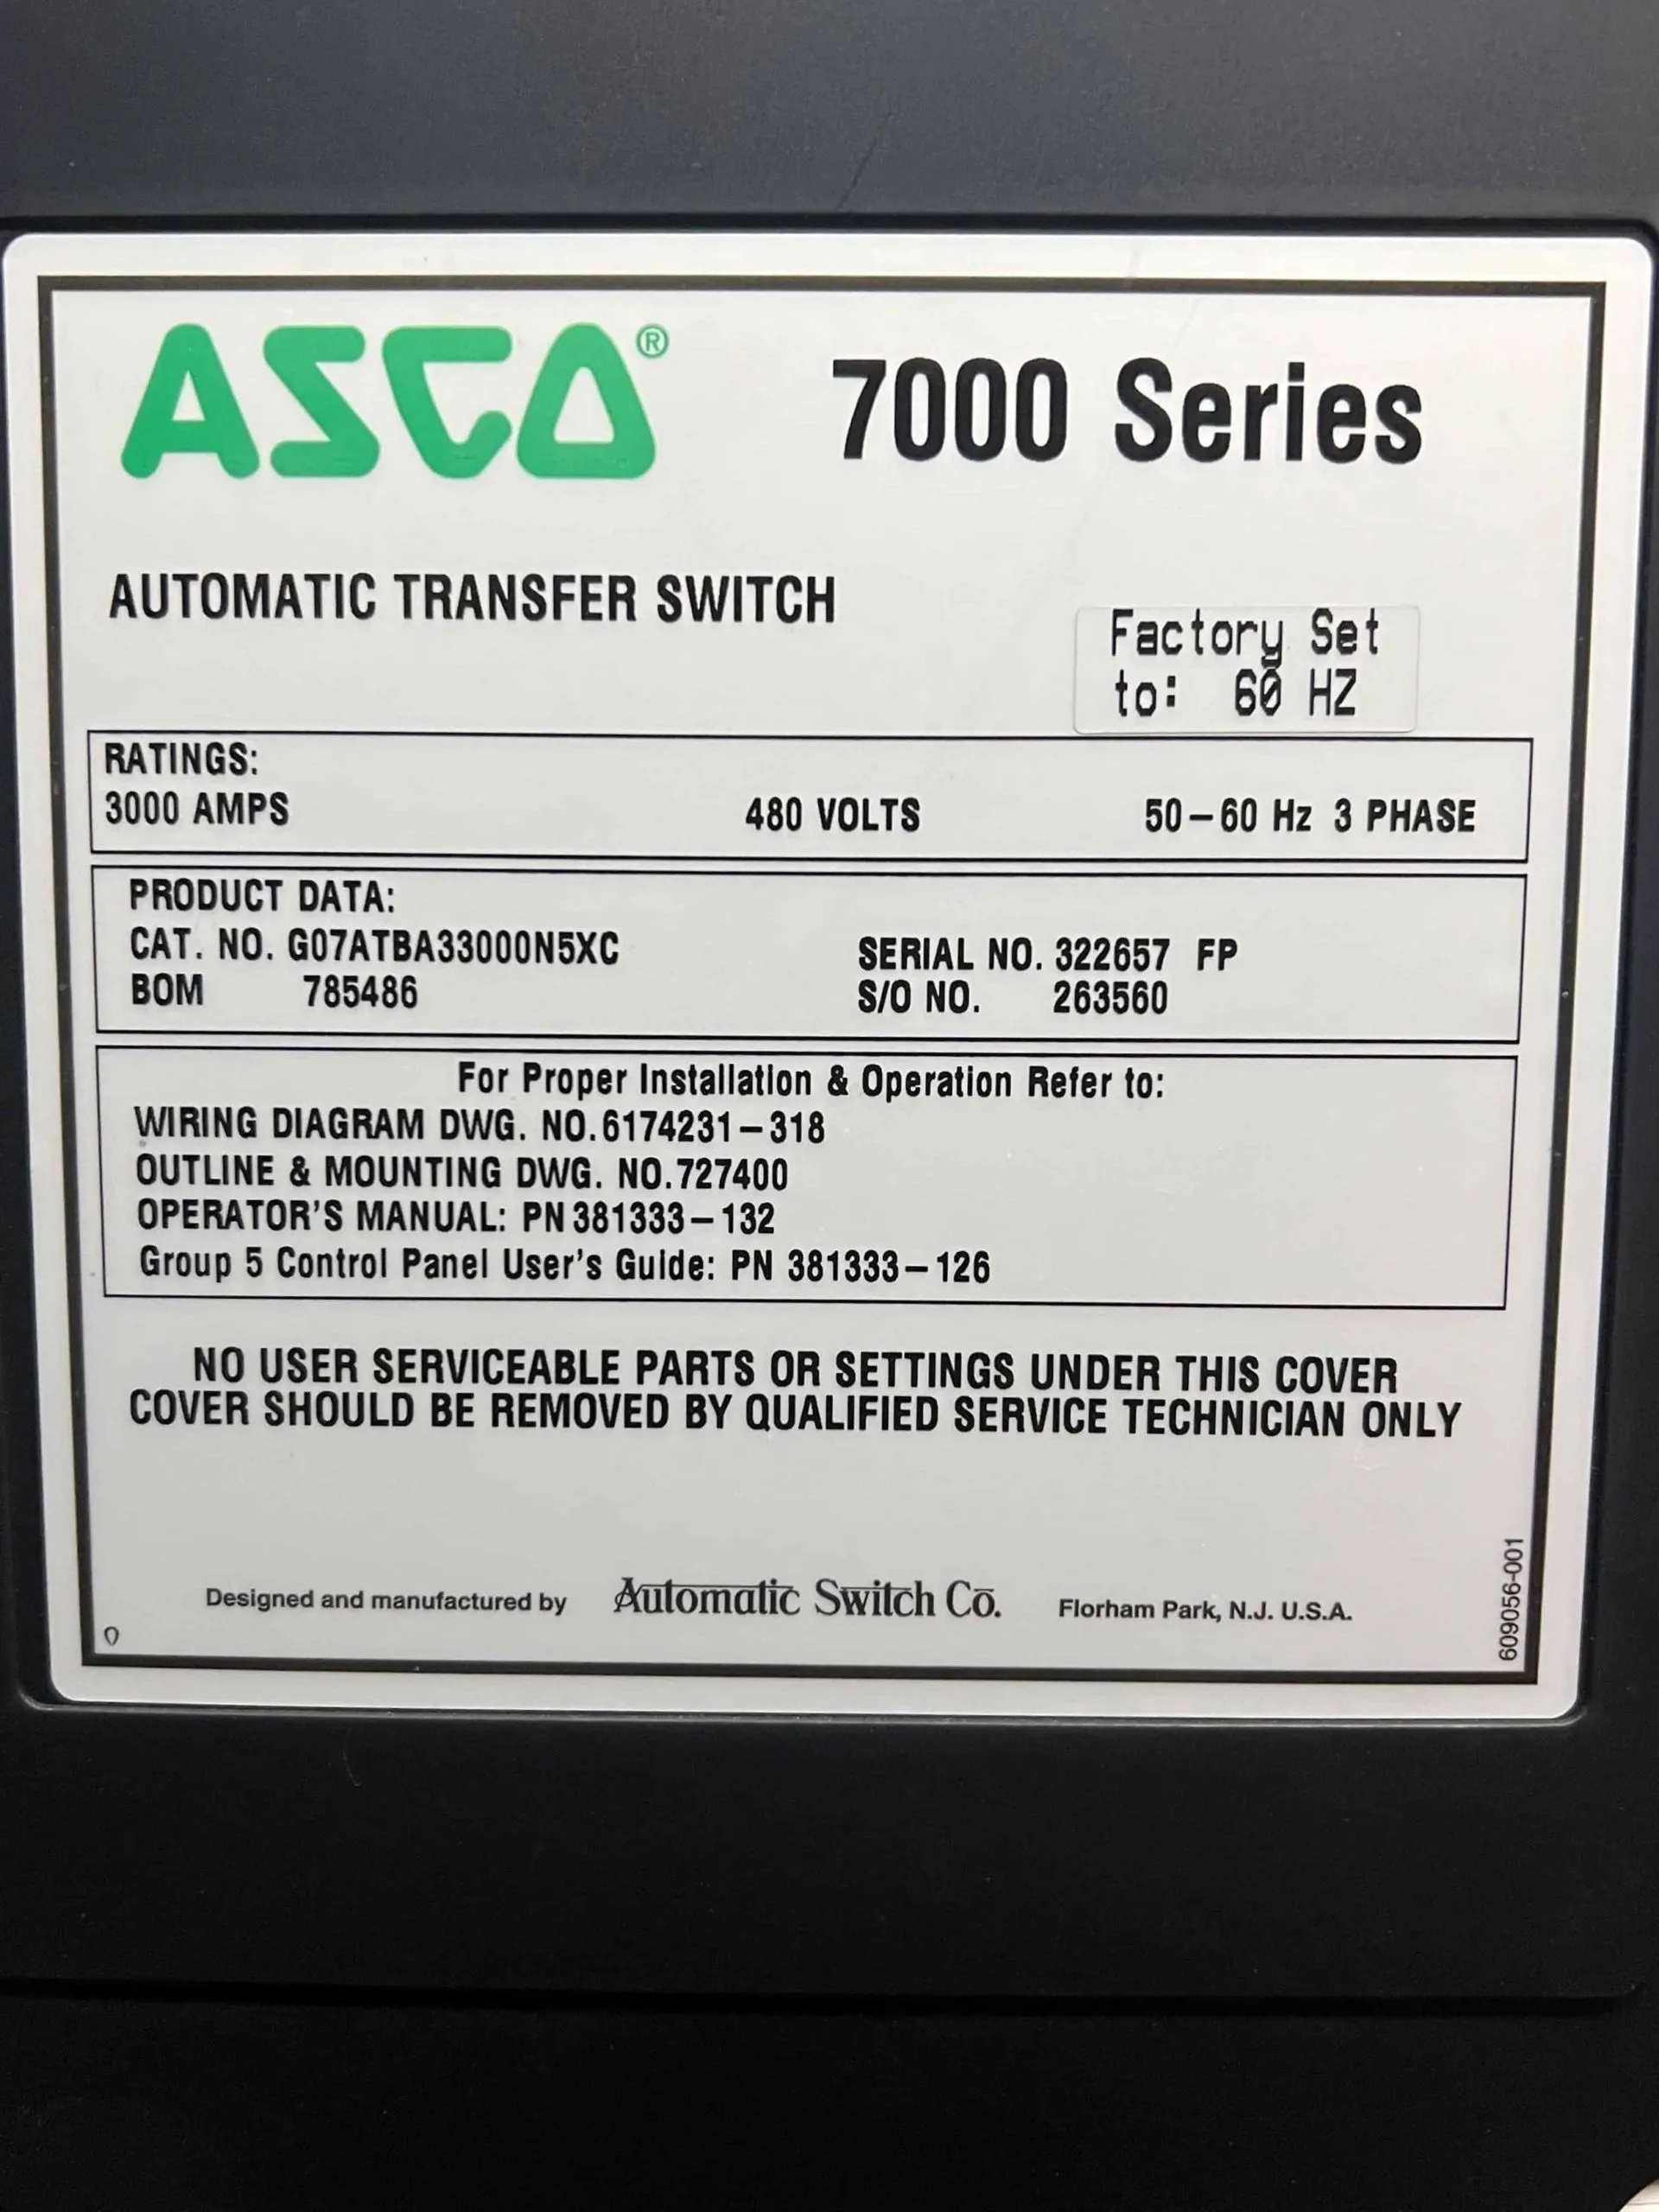 ASCO® 7000 Series
AUTOMATIC TRANSFER SWITCH
Factory Set
to: 60 HZ
RATINGS:
3000 AMPS 480 VOLTS 50-60 Hz 3 PHASE
PRODUCT DATA:
CAT. NO. G07ATBA33000N5XC SERIAL NO. 322657 FP
BOM 785486 S/O NO. 263560
For Proper Installation & Operation Refer to:
WIRING DIAGRAM DWG. NO.6174231-318
OUTLINE & MOUNTING DWG. NO.727400
OPERATOR'S MANUAL: PN 381333-132
Group 5 Control Panel User's Guide: PN 381333-126
NO USER SERVICEABLE PARTS OR SETTINGS UNDER THIS COVER
COVER SHOULD BE REMOVED BY QUALIFIED SERVICE TECHNICIAN ONLY
Designed and manufactured by Automatic Switch Co. Florham Park, N.J. U.S.A.
0
609056-001